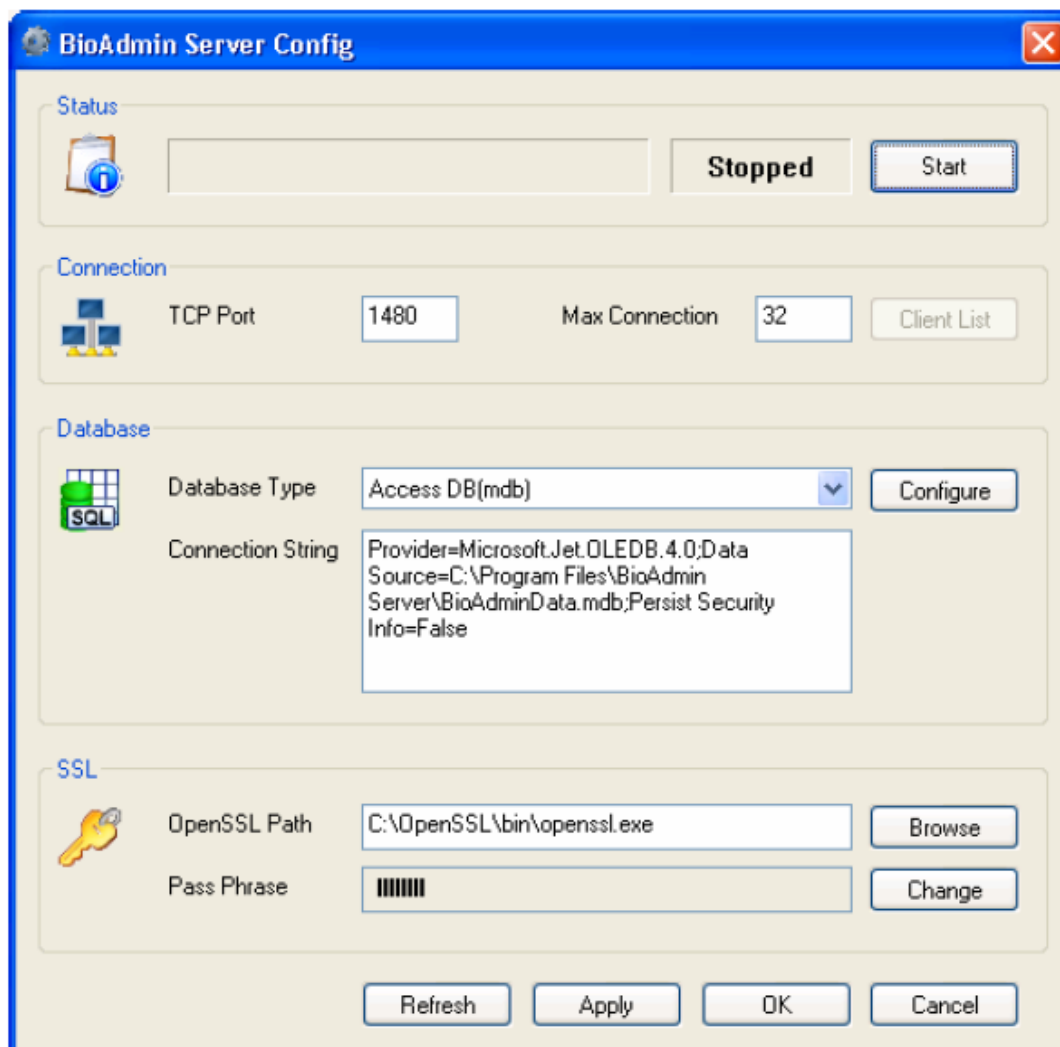 BioAdmin Server Config
Status
Stopped
Start
Connection
TCP Port
1480
Max Connection
32
Client List
Database
SQL
Database Type
Access DB(mdb)
Configure
Connection String
Provider=Microsoft.Jet.OLEDB.4.0;Data
Source=C:\Program Files\BioAdmin
Server\BioAdminData.mdb;Persist Security
Info=False
SSL
OpenSSL Path
C:\OpenSSL\bin\openssl.exe
Browse
Pass Phrase
Change
Refresh
Apply
OK
Cancel